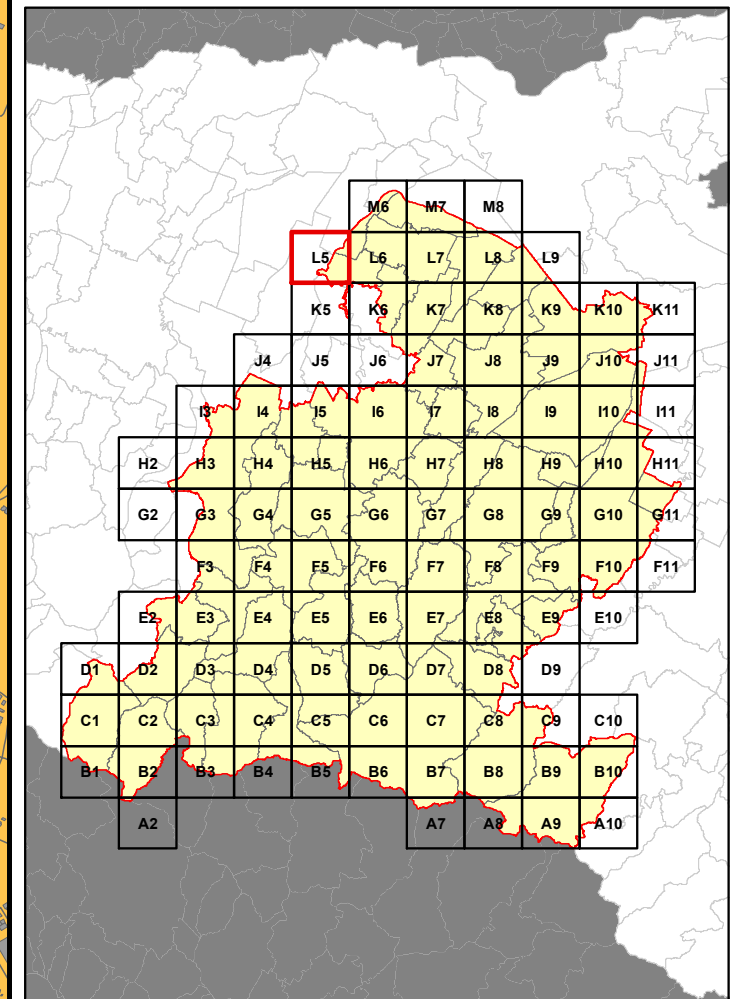 M6 M7 M8
L5 L6 L7 L8 L9
K5 K6 K7 K8 K9 K10 K11
J4 J5 J6 J7 J8 J9 J10 J11
I3 I4 I5 I6 I7 I8 I9 I10 I11
H2 H3 H4 H5 H6 H7 H8 H9 H10 H11
G2 G3 G4 G5 G6 G7 G8 G9 G10 G11
F3 F4 F5 F6 F7 F8 F9 F10 F11
E2 E3 E4 E5 E6 E7 E8 E9 E10
D1 D2 D3 D4 D5 D6 D7 D8 D9
C1 C2 C3 C4 C5 C6 C7 C8 C9 C10
B1 B2 B3 B4 B5 B6 B7 B8 B9 B10
A2 A7 A8 A9 A10